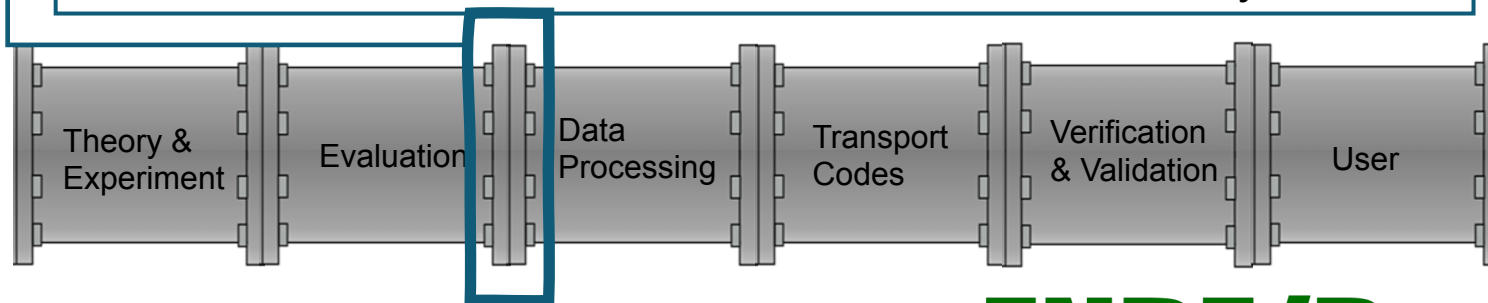 Theory &
Experiment
Evaluation
Data
Processing
Transport
Codes
Verification
& Validation
User